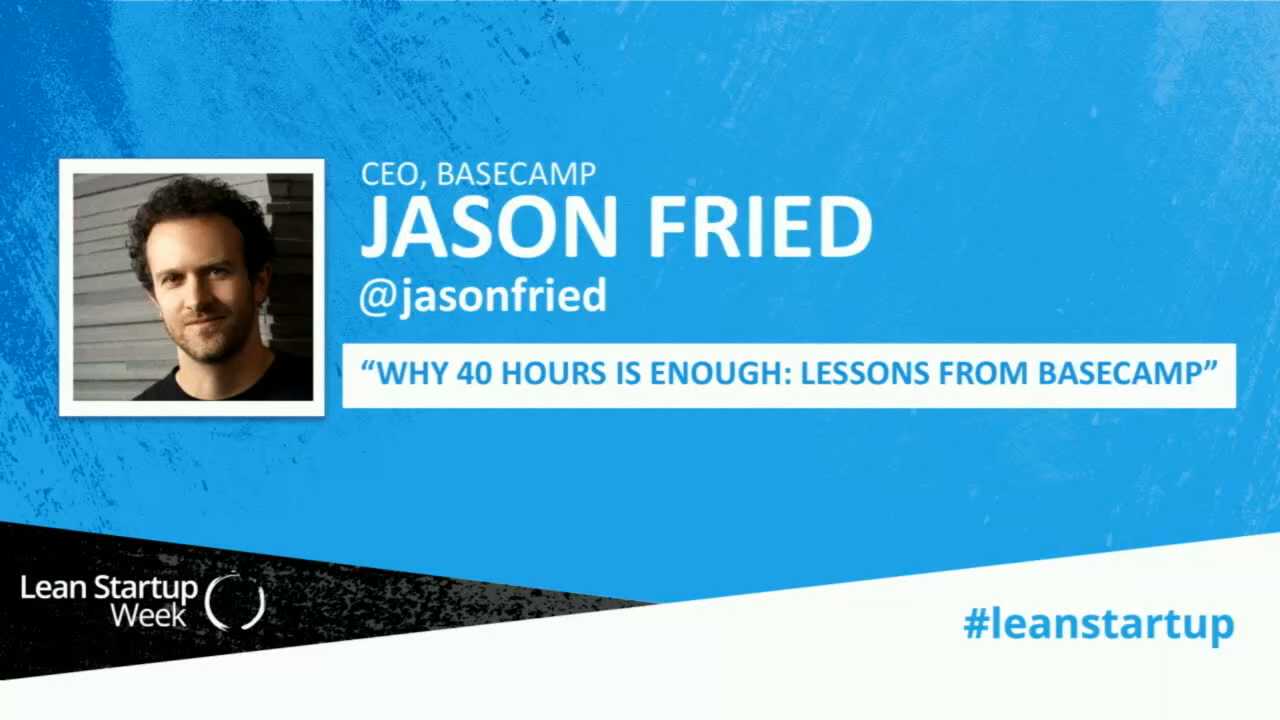 CEO, BASECAMP
JASON FRIED
@jasonfried
“WHY 40 HOURS IS ENOUGH: LESSONS FROM BASECAMP”
Lean Startup
Week
#leanstartup